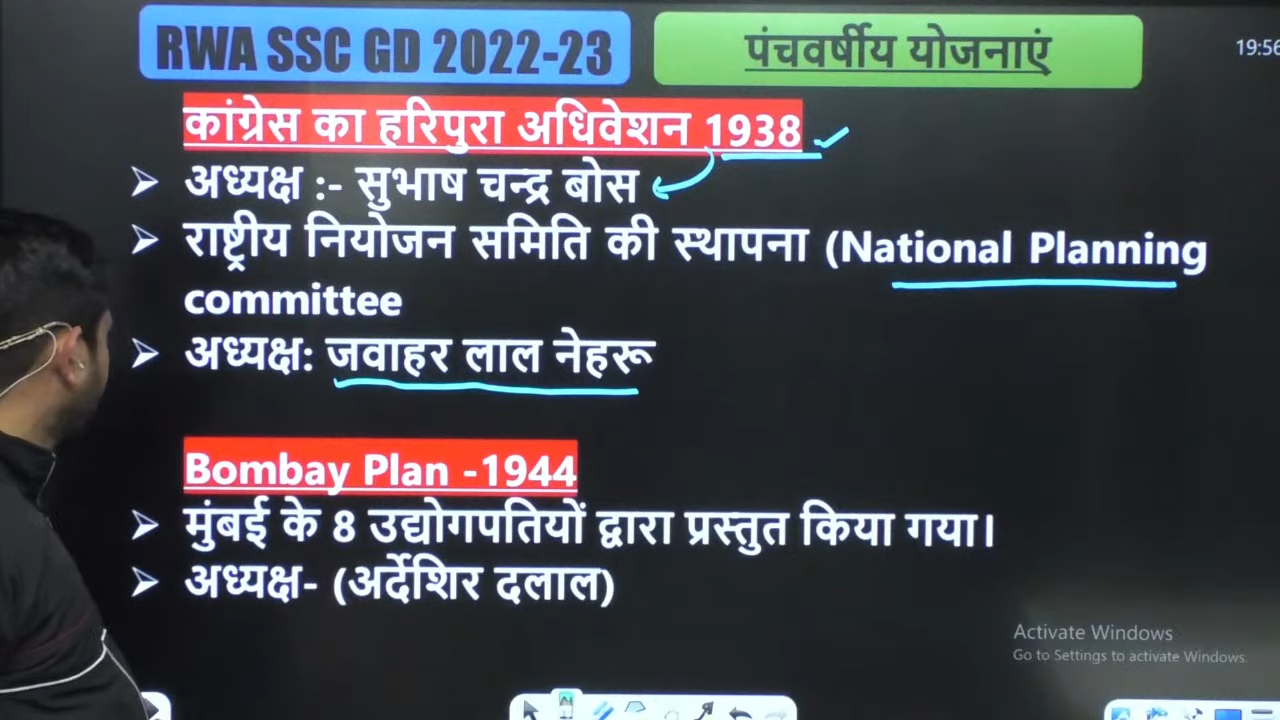 RWA SSC GD 2022-23
पंचवर्षीय योजनाएं
19:56
कांग्रेस का हरिपुरा अधिवेशन 1938
अध्यक्ष :- सुभाष चन्द्र बोस
राष्ट्रीय नियोजन समिति की स्थापना (National Planning
committee
अध्यक्ष: जवाहर लाल नेहरू
Bombay Plan -1944
मुंबई के 8 उद्योगपतियों द्वारा प्रस्तुत किया गया।
अध्यक्ष- (अर्देशिर दलाल)
Activate Windows
Go to Settings to activate Windows.